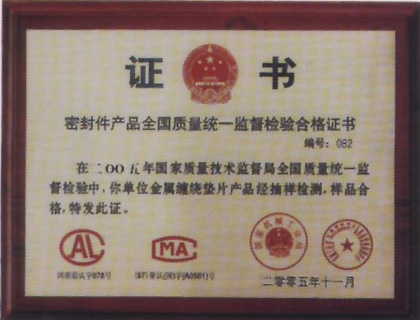 证 书
密封件产品全国质量统一监督检验合格证书
编号：082
在二〇〇五年国家质量技术监督局全国质量统一监
督检验中，你单位金属缠绕垫片产品经抽样检测，样品合
格，特发此证。
AL
MA
二零零五年十一月